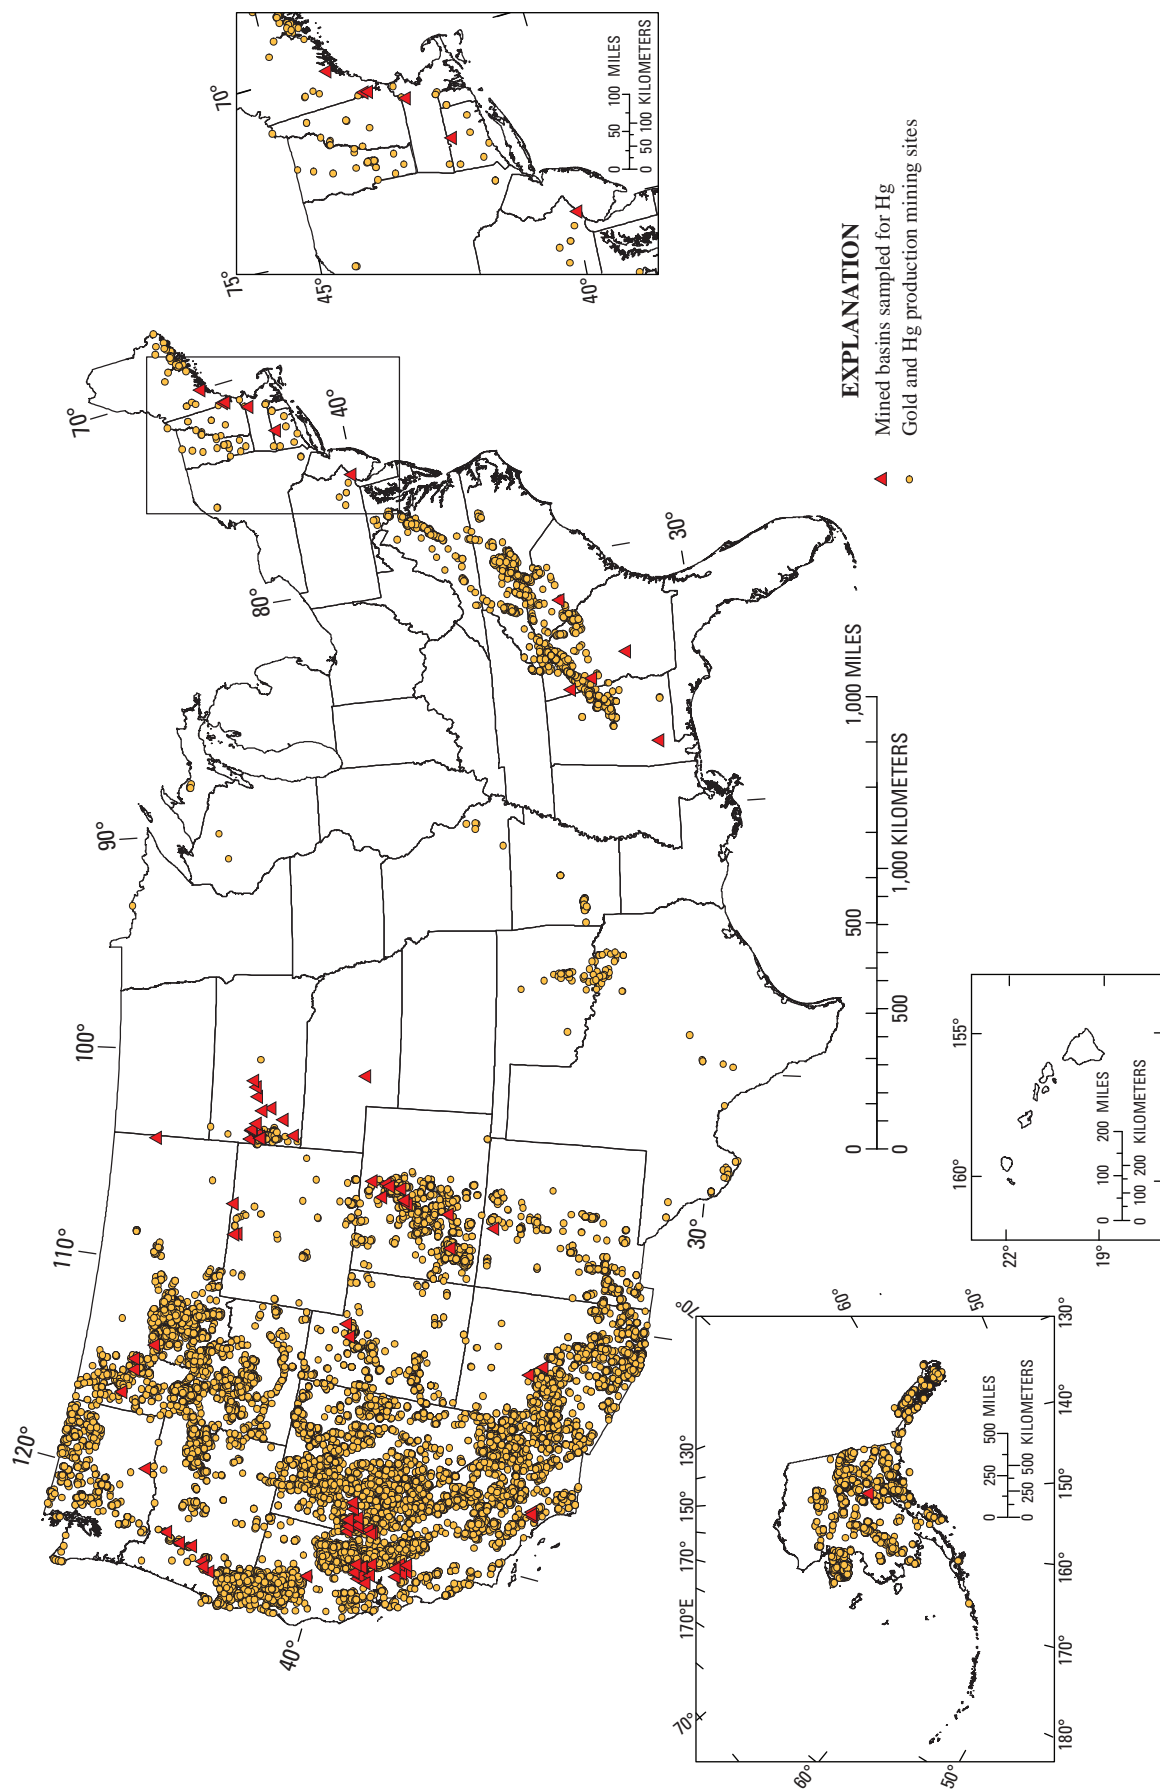 70°
75°
45°
40°
0 50 100 MILES
0 50 100 KILOMETERS
120°
110°
100°
90°
80°
70°
40°
40°
30°
30°
EXPLANATION
Mined basins sampled for Hg
Gold and Hg production mining sites
0 500 1,000 MILES
0 500 1,000 KILOMETERS
170°E
170°
150°
130°
70°
70°
60°
60°
50°
50°
180°
170°
160°
150°
140°
130°
0 250 500 MILES
0 250 500 KILOMETERS
160°
155°
22°
19°
0 100 200 MILES
0 100 200 KILOMETERS